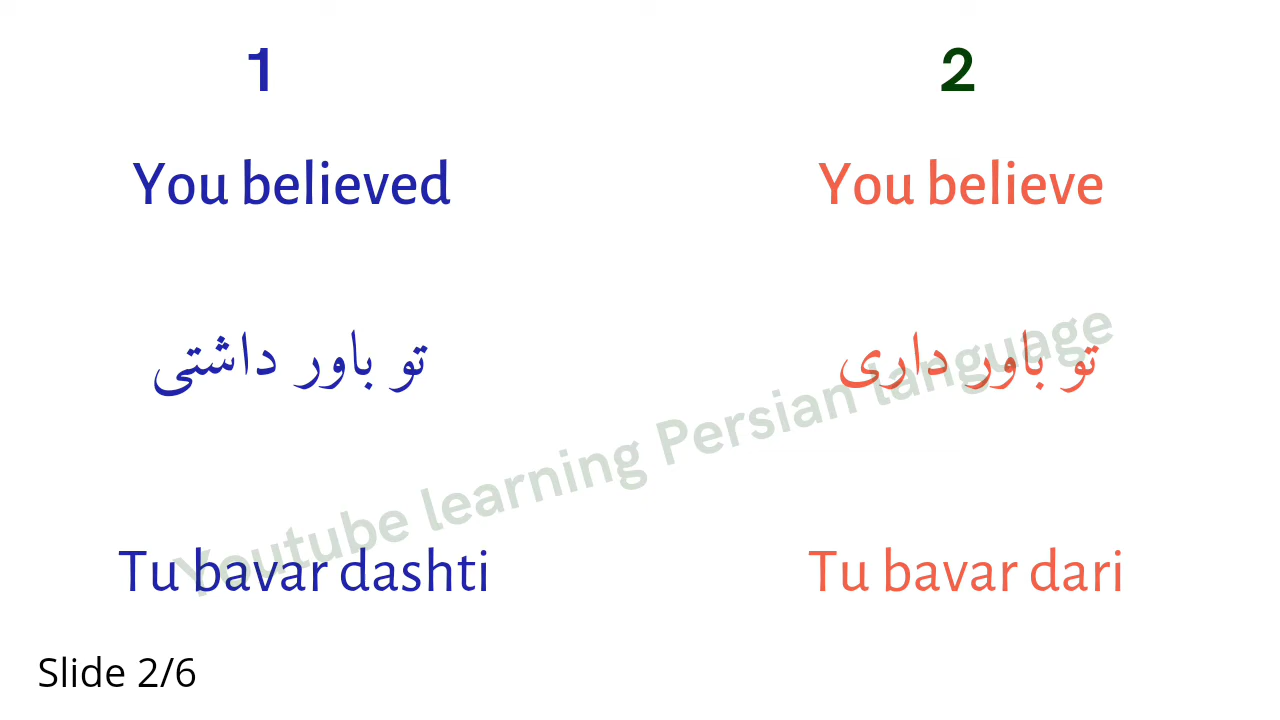 1
You believed
تو باور داشتی
Tu bavar dashti
2
You believe
تو باور داری
Tu bavar dari
Youtube learning Persian language
Slide 2/6